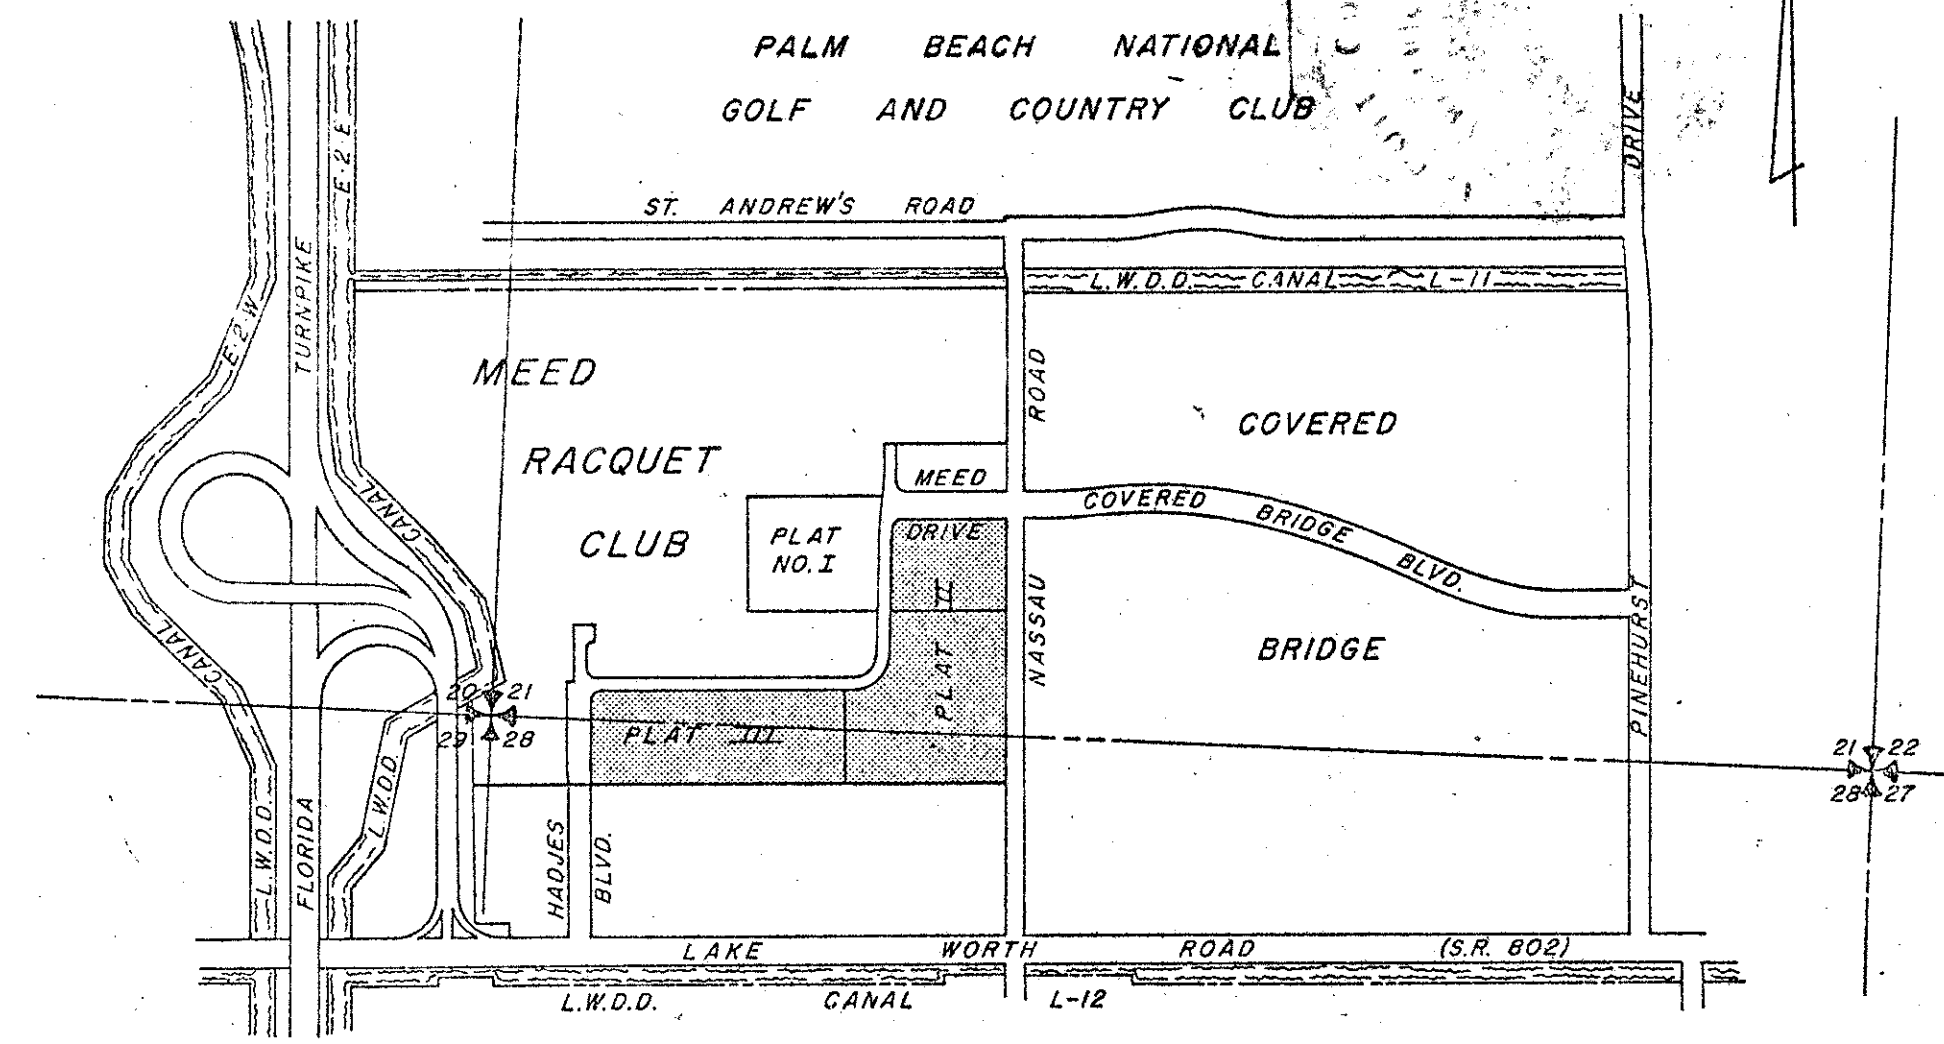 PALM BEACH NATIONAL
GOLF AND COUNTRY CLUB
DRIVE
E-2-E
ST. ANDREW'S ROAD
TURNPIKE
E-2-W
L.W.D.D. CANAL L-11
MEED
RACQUET
CLUB
ROAD
COVERED
MEED
DRIVE
COVERED BRIDGE BLVD.
CANAL
PLAT
NO. I
II
PLAT
NASSAU
BRIDGE
PINEHURST
CANAL
20 21
29 28
PLAT III
21 22
28 27
L.W.D.D.
L.W.D.D.
FLORIDA
HADJES
BLVD.
LAKE WORTH ROAD (S.R. 802)
L.W.D.D. CANAL L-12